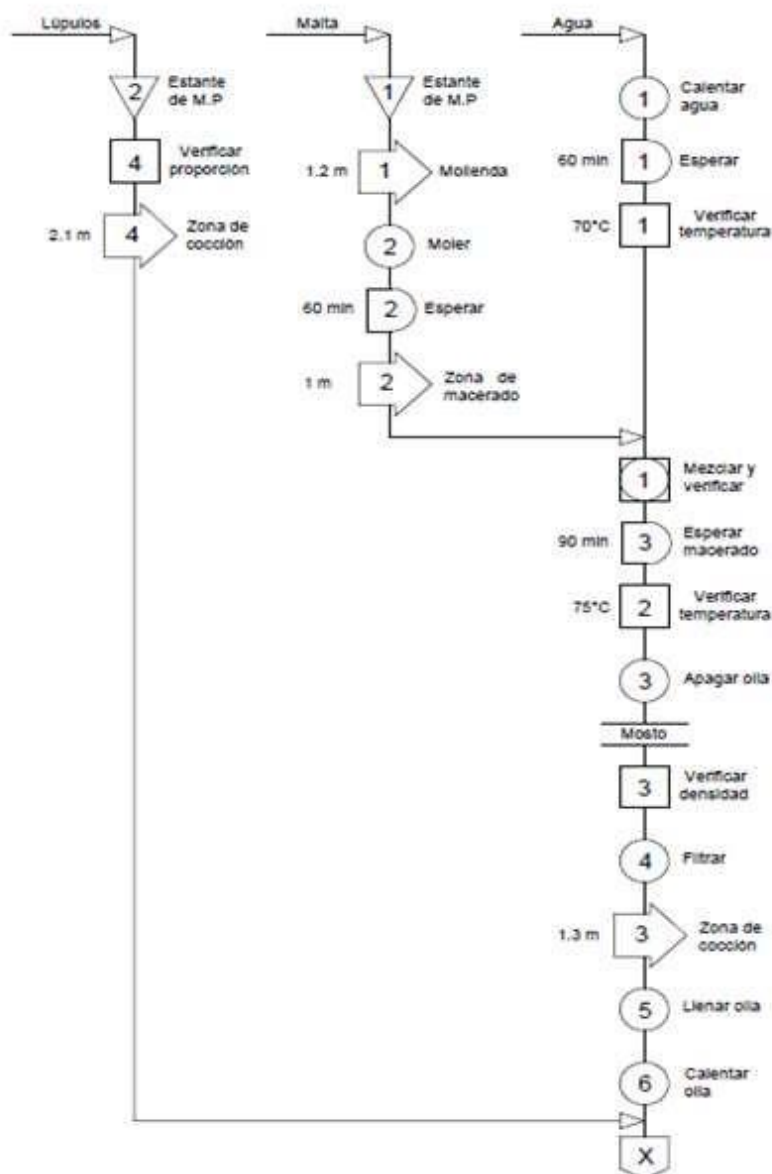 Lúpulos
Malta
Agua
2
Estante
de M.P
1
Estante
de M.P
1
Calentar
agua
4
Verificar
proporción
1.2 m
1
Molienda
60 min
1
Esperar
2.1 m
4
Zona de
cocción
2
Moler
70°C
1
Verificar
temperatura
60 min
2
Esperar
1 m
2
Zona de
macerado
1
Mezclar y
verificar
90 min
3
Esperar
macerado
75°C
2
Verificar
temperatura
3
Apagar olla
Mosto
3
Verificar
densidad
4
Filtrar
1.3 m
3
Zona de
cocción
5
Llenar olla
6
Calentar
olla
X